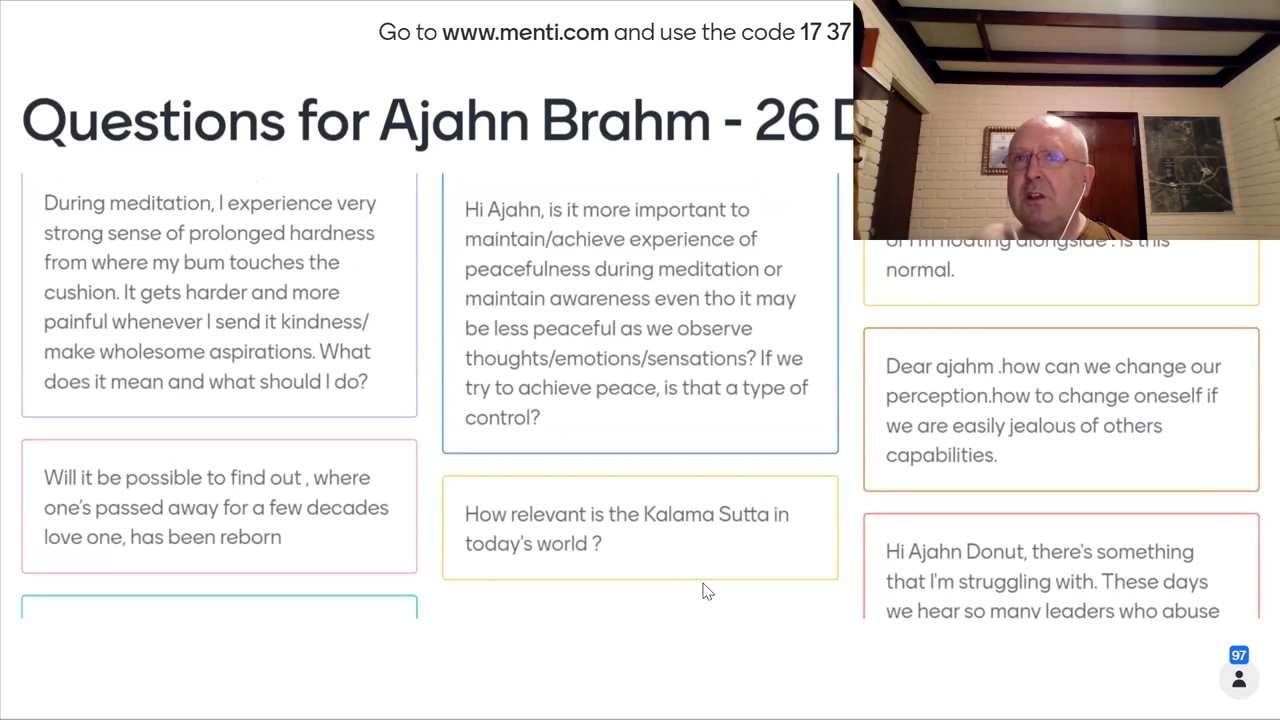 Go to www.menti.com and use the code 17 37
Questions for Ajahn Brahm - 26
During meditation, I experience very
strong sense of prolonged hardness
from where my bum touches the
cushion. It gets harder and more
painful whenever I send it kindness/
make wholesome aspirations. What
does it mean and what should I do?
Will it be possible to find out , where
one's passed away for a few decades
love one, has been reborn
Hi Ajahn, is it more important to
maintain/achieve experience of
peacefulness during meditation or
maintain awareness even tho it may
be less peaceful as we observe
thoughts/emotions/sensations? If we
try to achieve peace, is that a type of
control?
How relevant is the Kalama Sutta in
today's world ?
or I'm floating alongside . is this
normal.
Dear ajahm .how can we change our
perception.how to change oneself if
we are easily jealous of others
capabilities.
Hi Ajahn Donut, there's something
that I'm struggling with. These days
we hear so many leaders who abuse
97